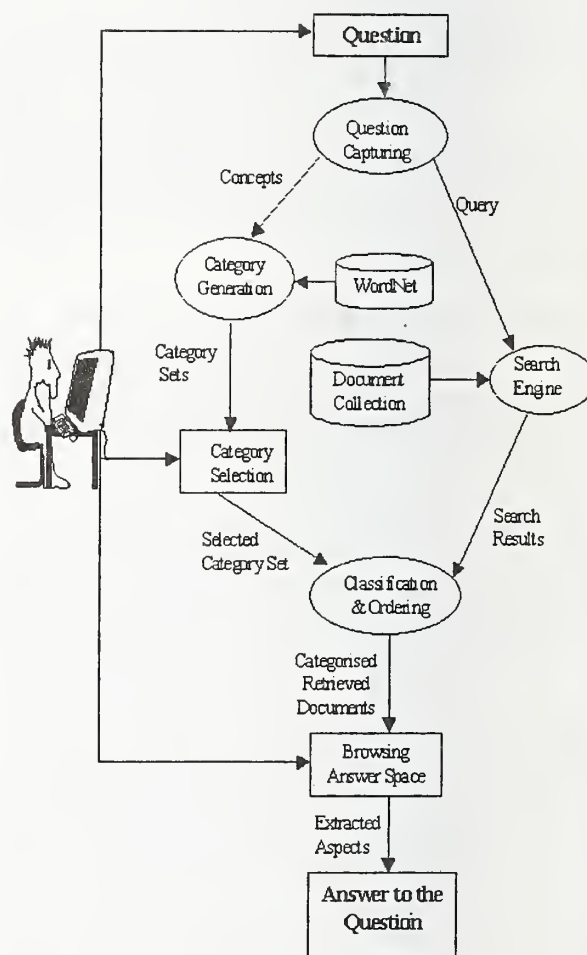 Question
Question
Capturing
Concepts
Query
Category
Generation
WordNet
Category
Sets
Document
Collection
Search
Engine
Category
Selection
Selected
Category Set
Search
Results
Classification
& Ordering
Categorised
Retrieved
Documents
Browsing
Answer Space
Extracted
Aspects
Answer to the
Question